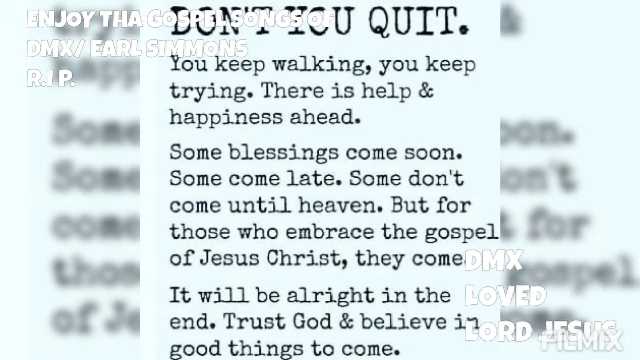 ENJOY THA GOSPEL SONGS OF
DMX/ EARL SIMMONS
R.I P.
DON'T YOU QUIT.
You keep walking, you keep
trying. There is help &
happiness ahead.
Some blessings come soon.
Some come late. Some don't
come until heaven. But for
those who embrace the gospel
of Jesus Christ, they come
It will be alright in the
end. Trust God & believe in
good things to come.
DMX
LOVED
LORD JESUS
FILMIX